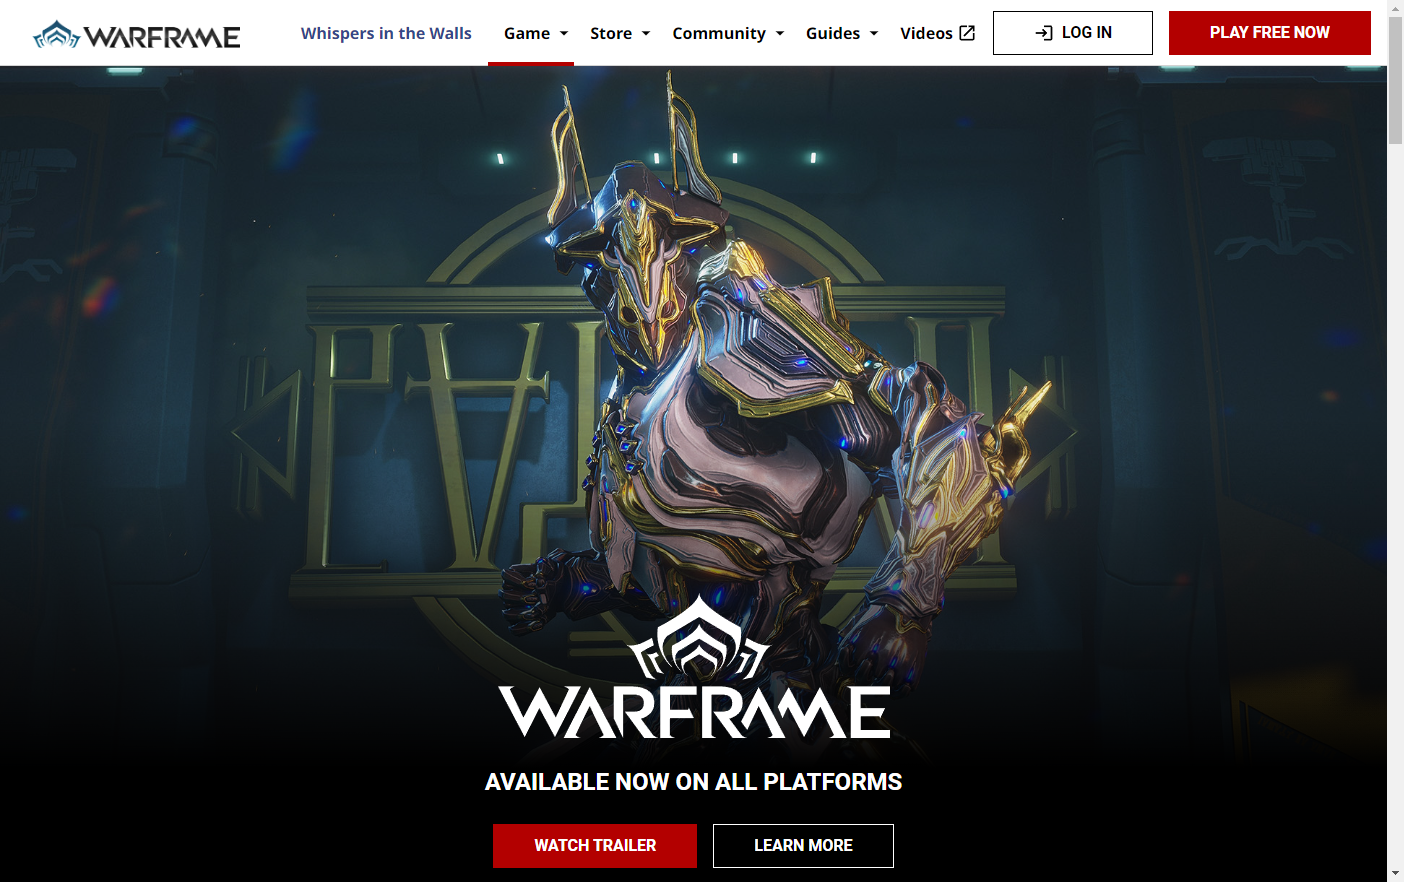 WARFRAME
Whispers in the Walls
Game
Store
Community
Guides
Videos
LOG IN
PLAY FREE NOW
WARFRAME
AVAILABLE NOW ON ALL PLATFORMS
WATCH TRAILER
LEARN MORE